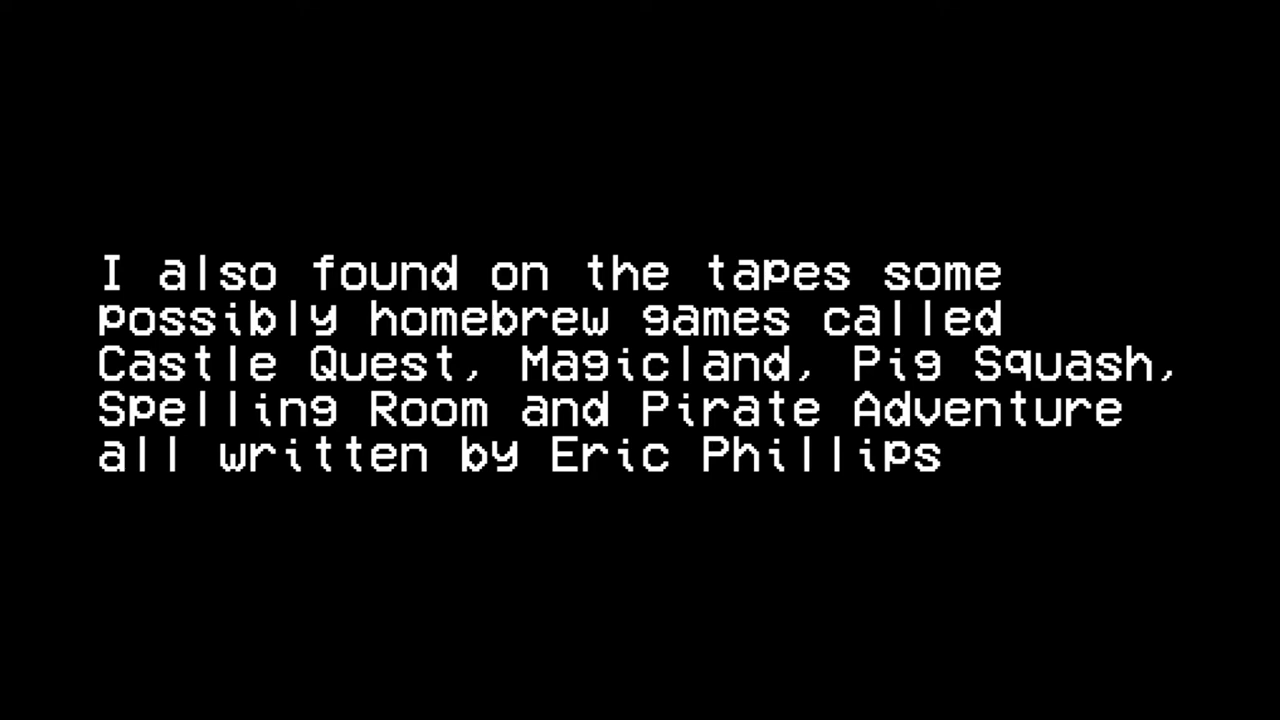 I also found on the tapes some
possibly homebrew games called
Castle Quest, Magicland, Pig Squash,
Spelling Room and Pirate Adventure
all written by Eric Phillips